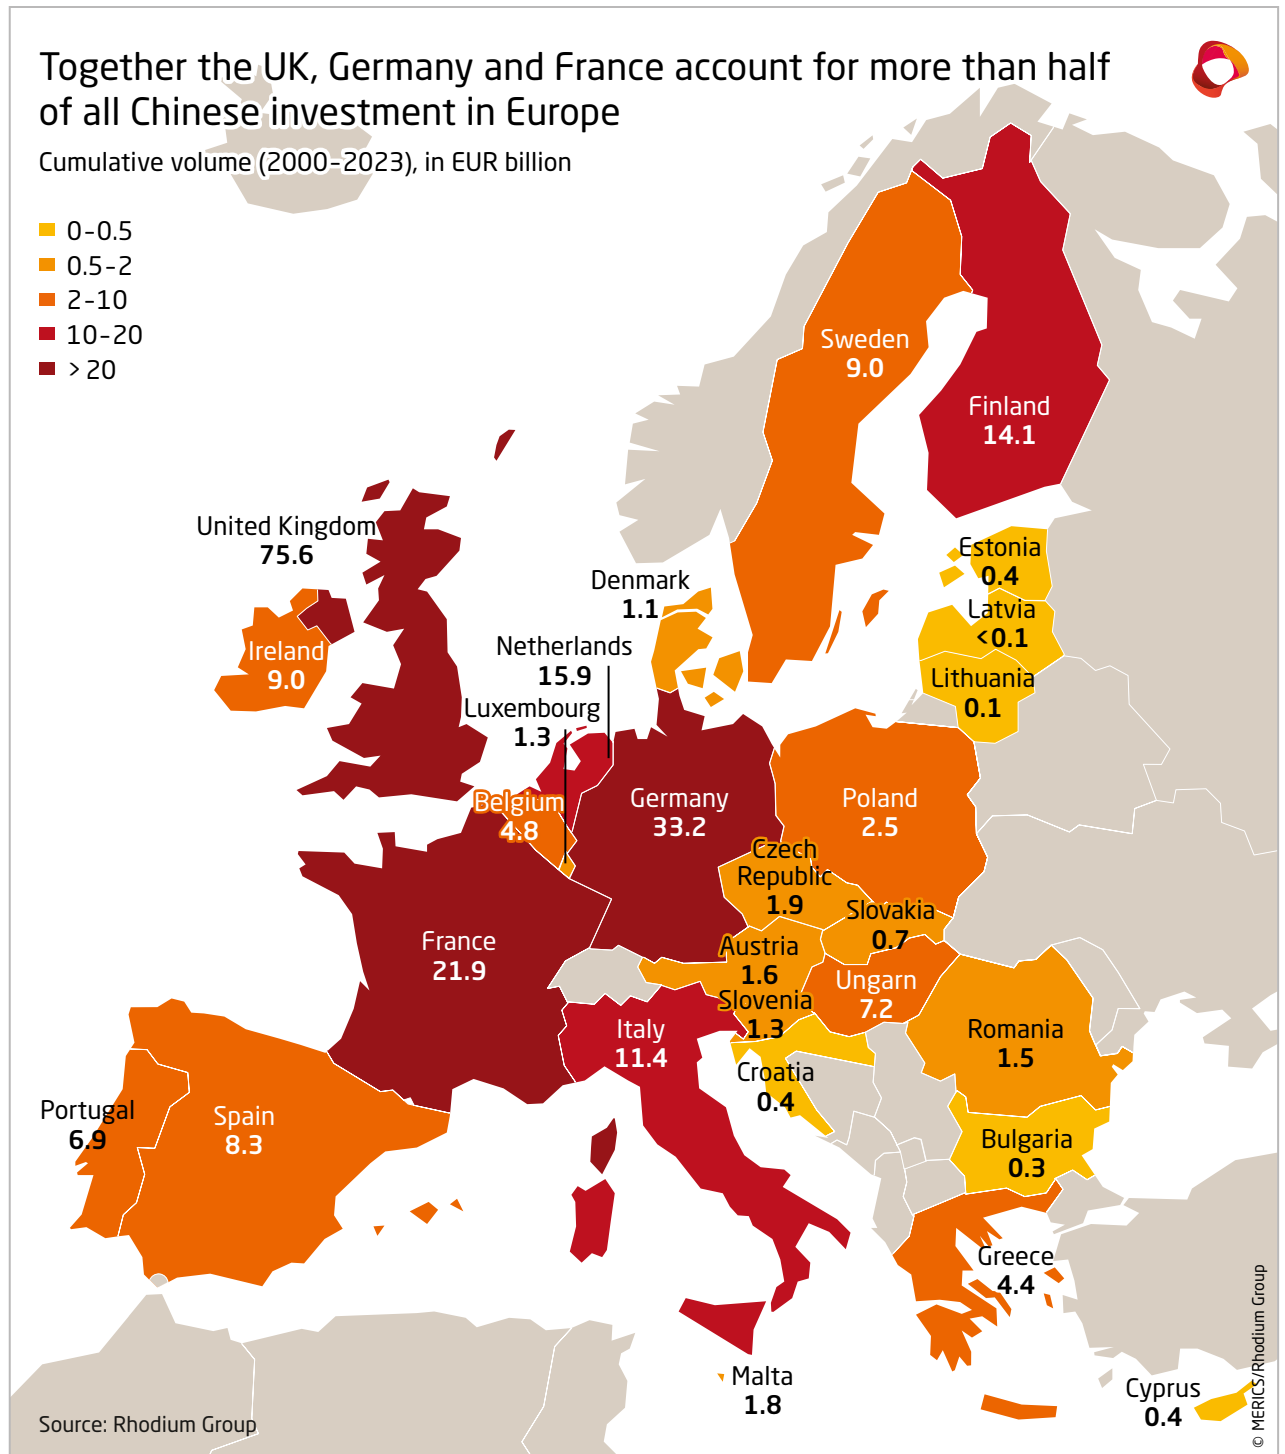 Together the UK, Germany and France account for more than half
of all Chinese investment in Europe
Cumulative volume (2000–2023), in EUR billion
0–0.5
0.5–2
2–10
10–20
> 20
Sweden
9.0
Finland
14.1
United Kingdom
75.6
Estonia
0.4
Denmark
1.1
Latvia
<0.1
Ireland
9.0
Netherlands
15.9
Lithuania
0.1
Luxembourg
1.3
Belgium
4.8
Germany
33.2
Poland
2.5
Czech
Republic
1.9
Slovakia
0.7
France
21.9
Austria
1.6
Ungarn
7.2
Slovenia
1.3
Italy
11.4
Romania
1.5
Croatia
0.4
Portugal
6.9
Spain
8.3
Bulgaria
0.3
Greece
4.4
Malta
1.8
Cyprus
0.4
Source: Rhodium Group
© MERICS/Rhodium Group